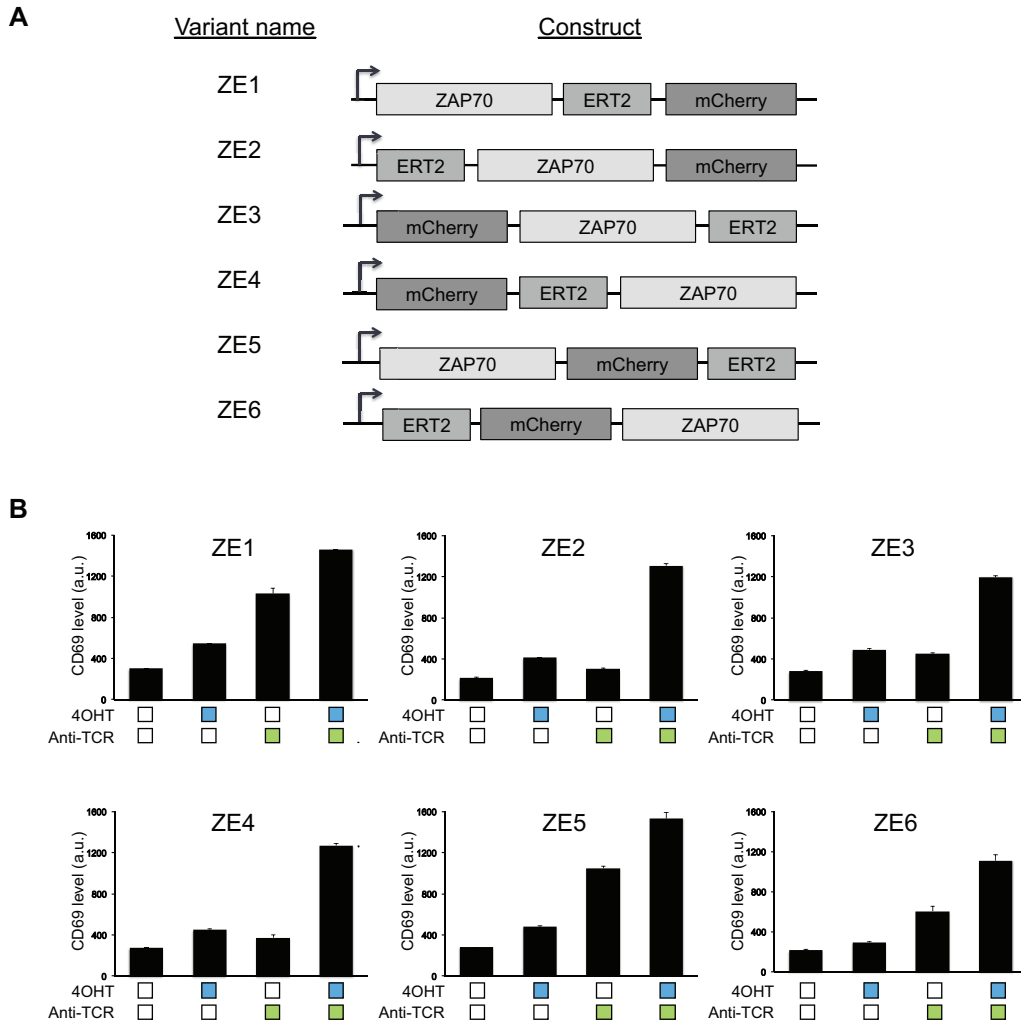 A
Variant name Construct
ZE1 ZAP70 ERT2 mCherry
ZE2 ERT2 ZAP70 mCherry
ZE3 mCherry ZAP70 ERT2
ZE4 mCherry ERT2 ZAP70
ZE5 ZAP70 mCherry ERT2
ZE6 ERT2 mCherry ZAP70
B
ZE1
CD69 level (a.u.)
1600
1200
800
400
0
4OHT
Anti-TCR
ZE2
CD69 level (a.u.)
1600
1200
800
400
0
4OHT
Anti-TCR
ZE3
CD69 level (a.u.)
1600
1200
800
400
0
4OHT
Anti-TCR
ZE4
CD69 level (a.u.)
1600
1200
800
400
0
4OHT
Anti-TCR
ZE5
CD69 level (a.u.)
1600
1200
800
400
0
4OHT
Anti-TCR
ZE6
CD69 level (a.u.)
1600
1200
800
400
0
4OHT
Anti-TCR